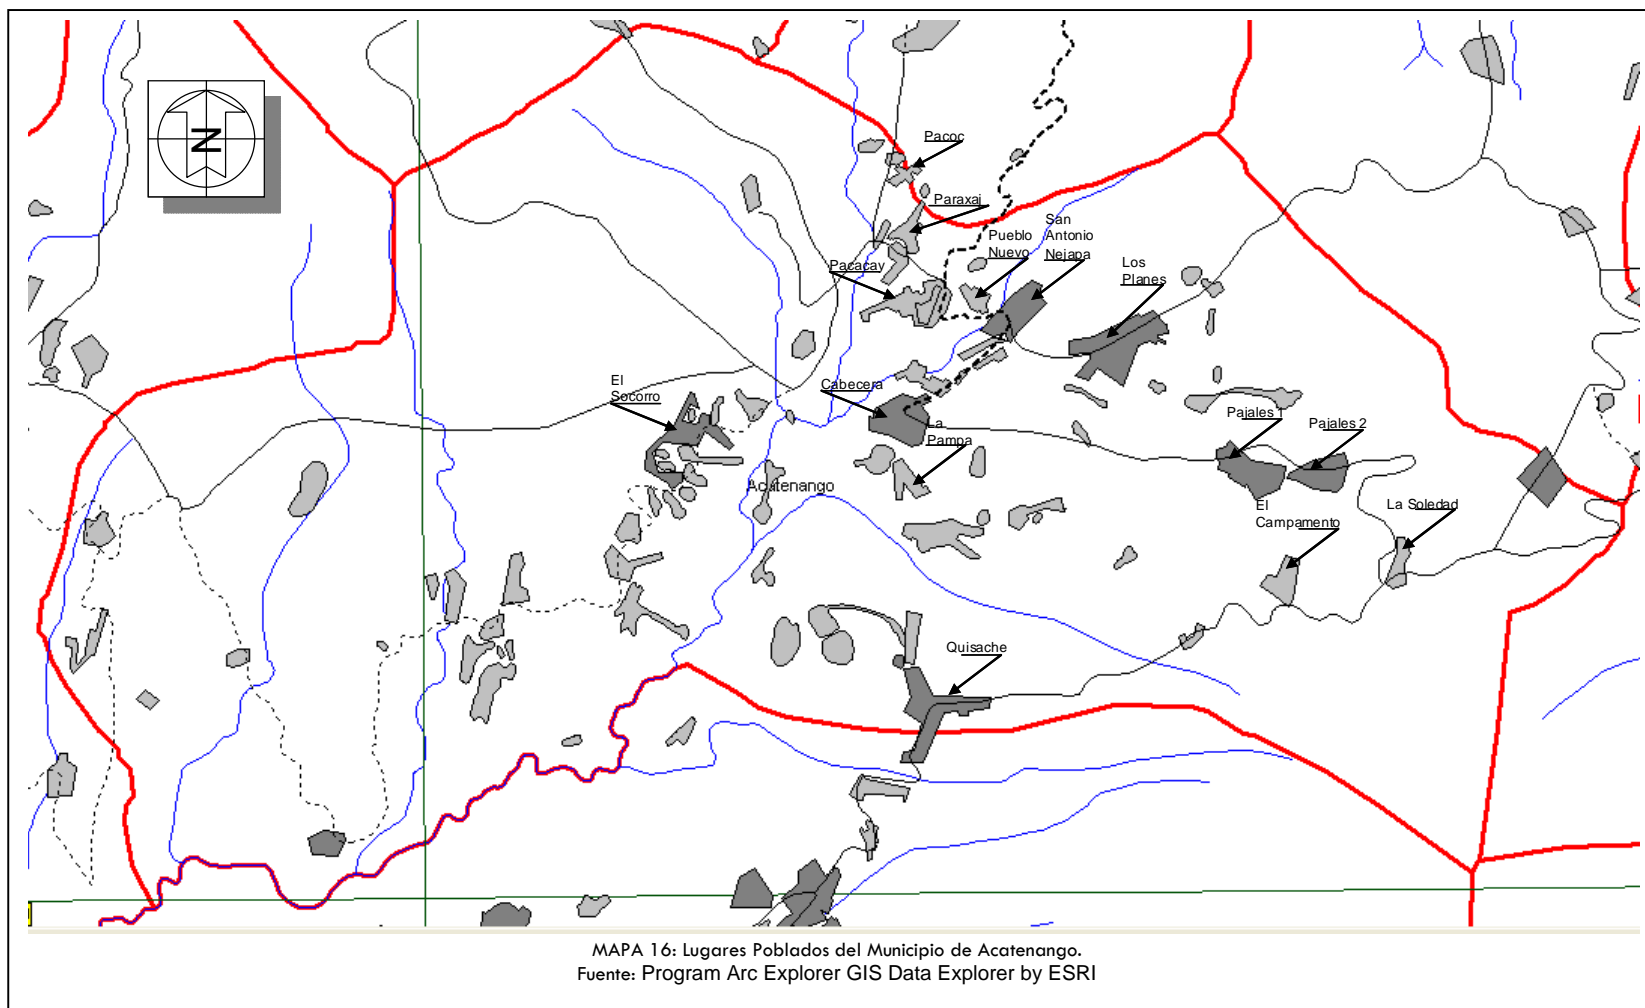 N
Pacoc
Paraxaj
San
Antonio
Nejapa
Pueblo
Nuevo
Pacacay
Los
Planes
El
Socorro
Cabecera
La
Pampa
Pajales 1
Pajales 2
Acatenango
El
Campamento
La Soledad
Quisache
MAPA 16: Lugares Poblados del Municipio de Acatenango.
Fuente: Program Arc Explorer GIS Data Explorer by ESRI